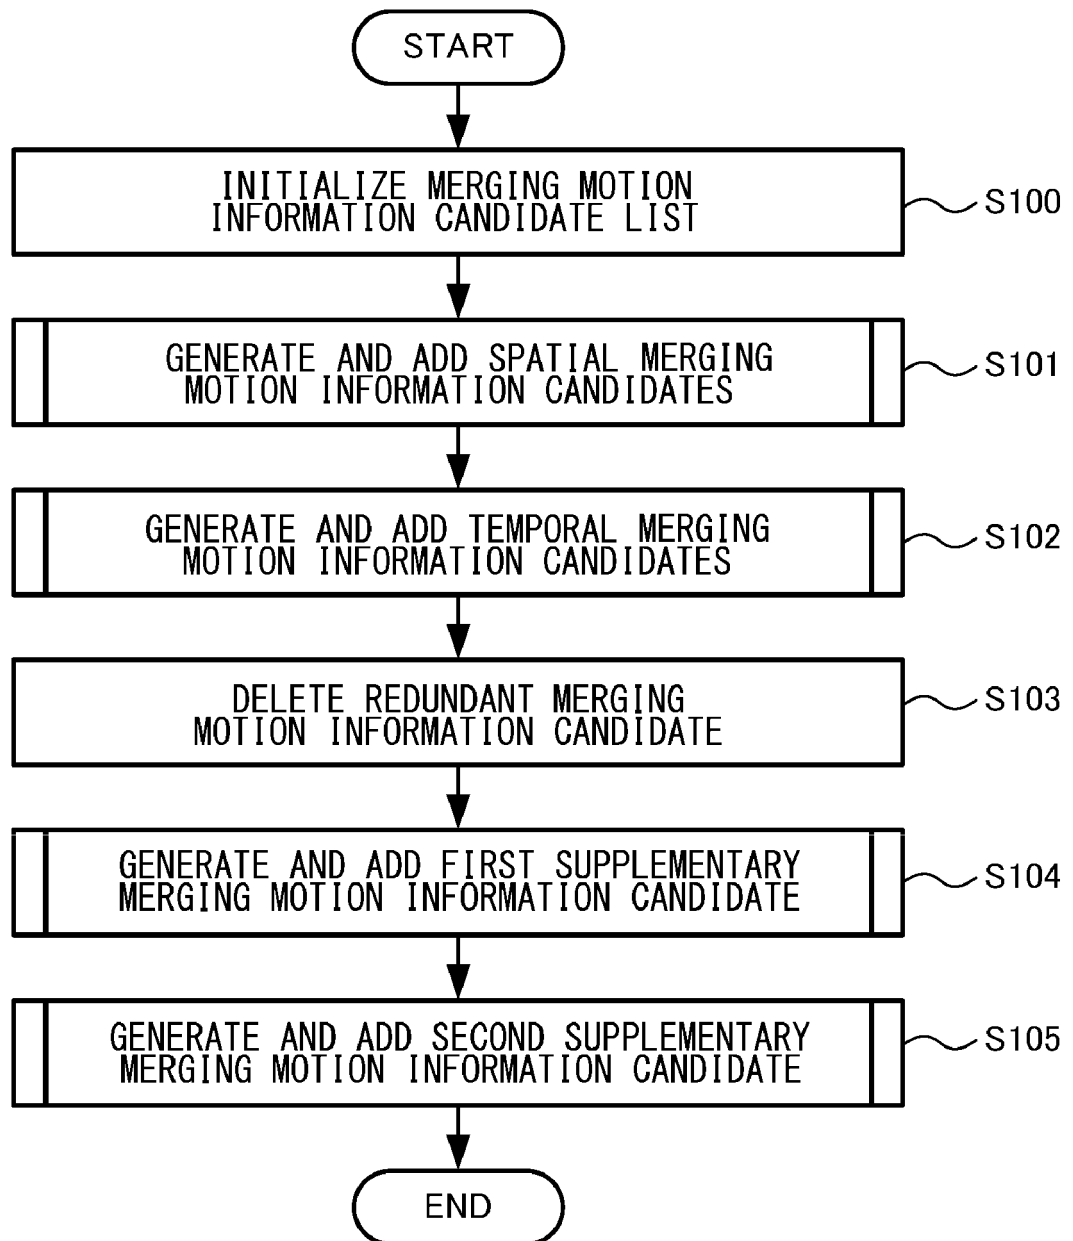 START
INITIALIZE MERGING MOTION
INFORMATION CANDIDATE LIST
S100
GENERATE AND ADD SPATIAL MERGING
MOTION INFORMATION CANDIDATES
S101
GENERATE AND ADD TEMPORAL MERGING
MOTION INFORMATION CANDIDATES
S102
DELETE REDUNDANT MERGING
MOTION INFORMATION CANDIDATE
S103
GENERATE AND ADD FIRST SUPPLEMENTARY
MERGING MOTION INFORMATION CANDIDATE
S104
GENERATE AND ADD SECOND SUPPLEMENTARY
MERGING MOTION INFORMATION CANDIDATE
S105
END